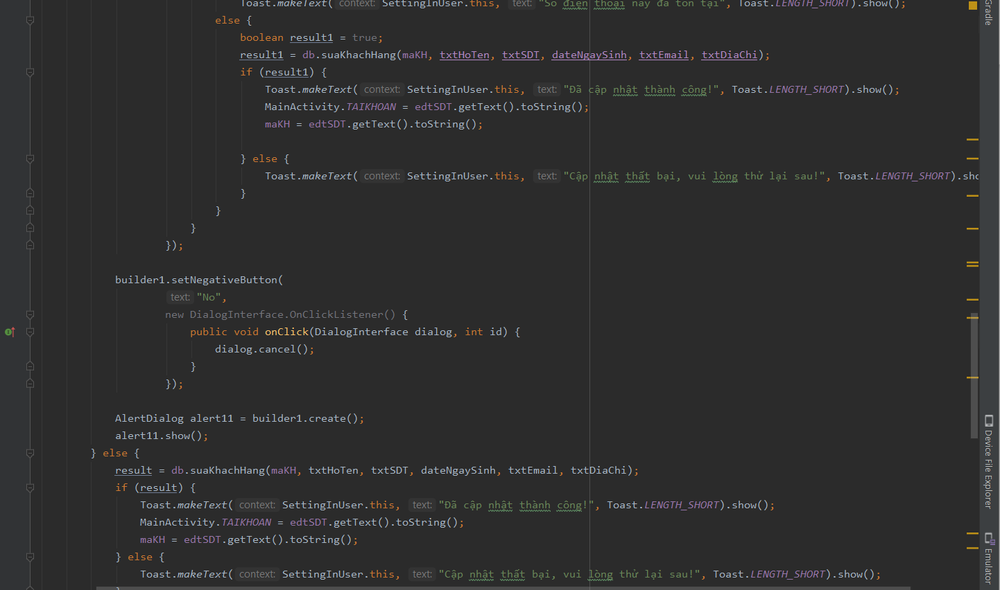 Toast.makeText( context: SettingInUser.this, text: "Số điện thoại này đã tồn tại", Toast.LENGTH_SHORT).show();
else {
boolean result1 = true;
result1 = db.suaKhachHang(maKH, txtHoTen, txtSDT, dateNgaySinh, txtEmail, txtDiaChi);
if (result1) {
Toast.makeText( context: SettingInUser.this, text: "Đã cập nhật thành công!", Toast.LENGTH_SHORT).show();
MainActivity.TAIKHOAN = edtSDT.getText().toString();
maKH = edtSDT.getText().toString();
} else {
Toast.makeText( context: SettingInUser.this, text: "Cập nhật thất bại, vui lòng thử lại sau!", Toast.LENGTH_SHORT).sho
}
}
}
});
builder1.setNegativeButton(
text: "No",
new DialogInterface.OnClickListener() {
public void onClick(DialogInterface dialog, int id) {
dialog.cancel();
}
});
AlertDialog alert11 = builder1.create();
alert11.show();
} else {
result = db.suaKhachHang(maKH, txtHoTen, txtSDT, dateNgaySinh, txtEmail, txtDiaChi);
if (result) {
Toast.makeText( context: SettingInUser.this, text: "Đã cập nhật thành công!", Toast.LENGTH_SHORT).show();
MainActivity.TAIKHOAN = edtSDT.getText().toString();
maKH = edtSDT.getText().toString();
} else {
Toast.makeText( context: SettingInUser.this, text: "Cập nhật thất bại, vui lòng thử lại sau!", Toast.LENGTH_SHORT).show();
Gradle
Device File Explorer
Emulator